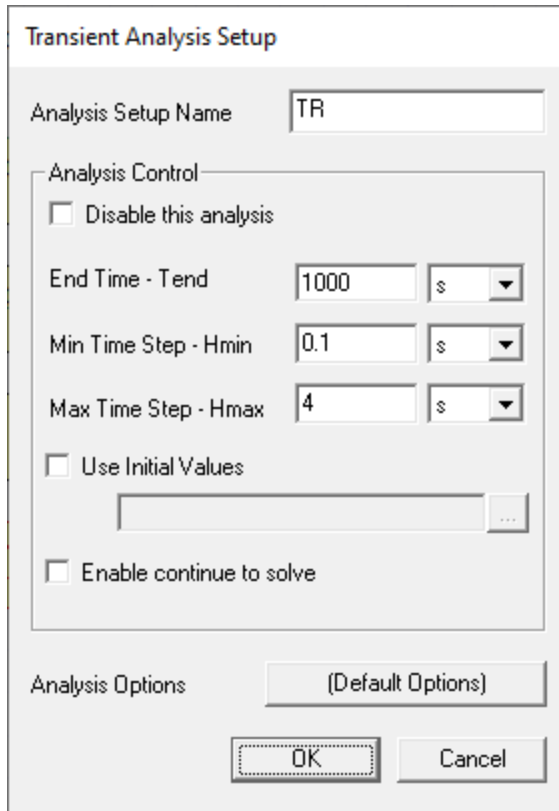 Transient Analysis Setup
Analysis Setup Name TR
Analysis Control
Disable this analysis
End Time - Tend 1000 s
Min Time Step - Hmin 0.1 s
Max Time Step - Hmax 4 s
Use Initial Values
...
Enable continue to solve
Analysis Options (Default Options)
OK Cancel